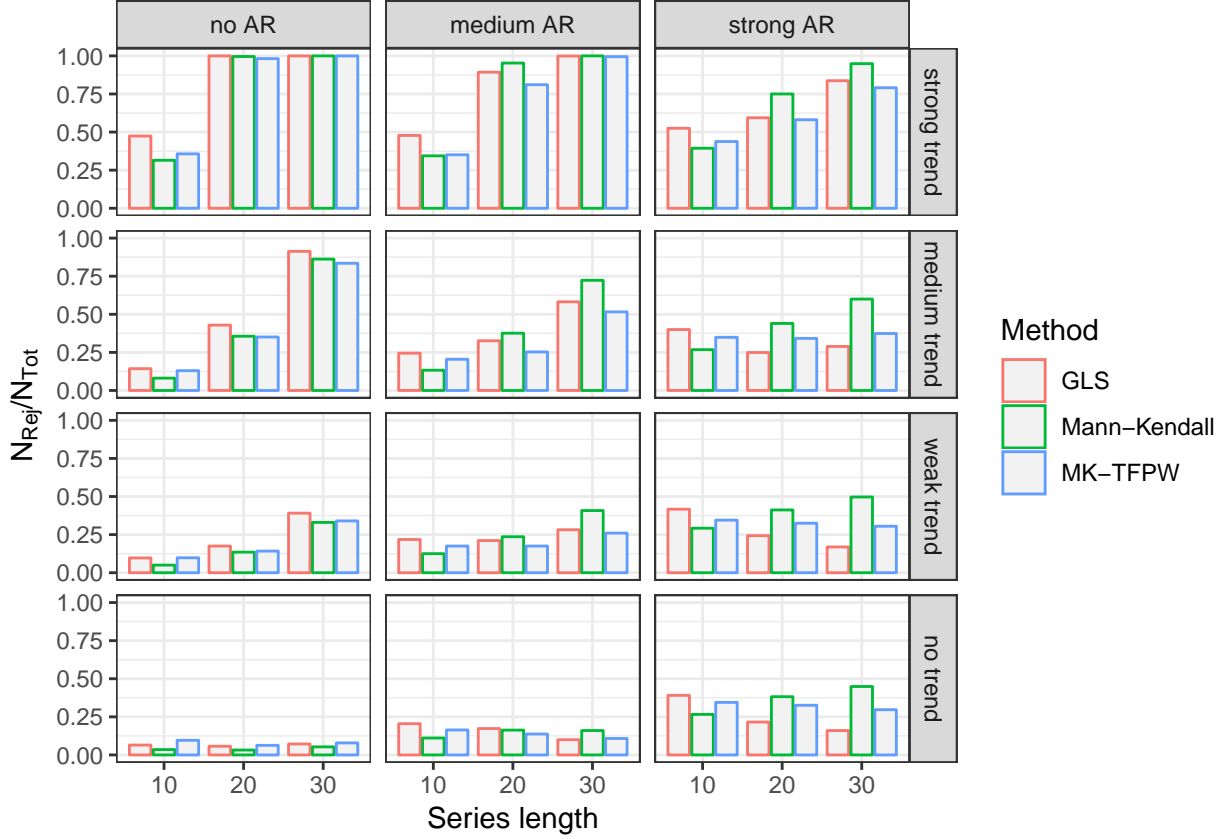 no AR
medium AR
strong AR
1.00
0.75
0.50
0.25
0.00
strong trend
1.00
0.75
0.50
0.25
0.00
medium trend
1.00
0.75
0.50
0.25
0.00
weak trend
1.00
0.75
0.50
0.25
0.00
no trend
10 20 30
10 20 30
10 20 30
Series length
N_Rej/N_Tot
Method
GLS
Mann−Kendall
MK−TFPW